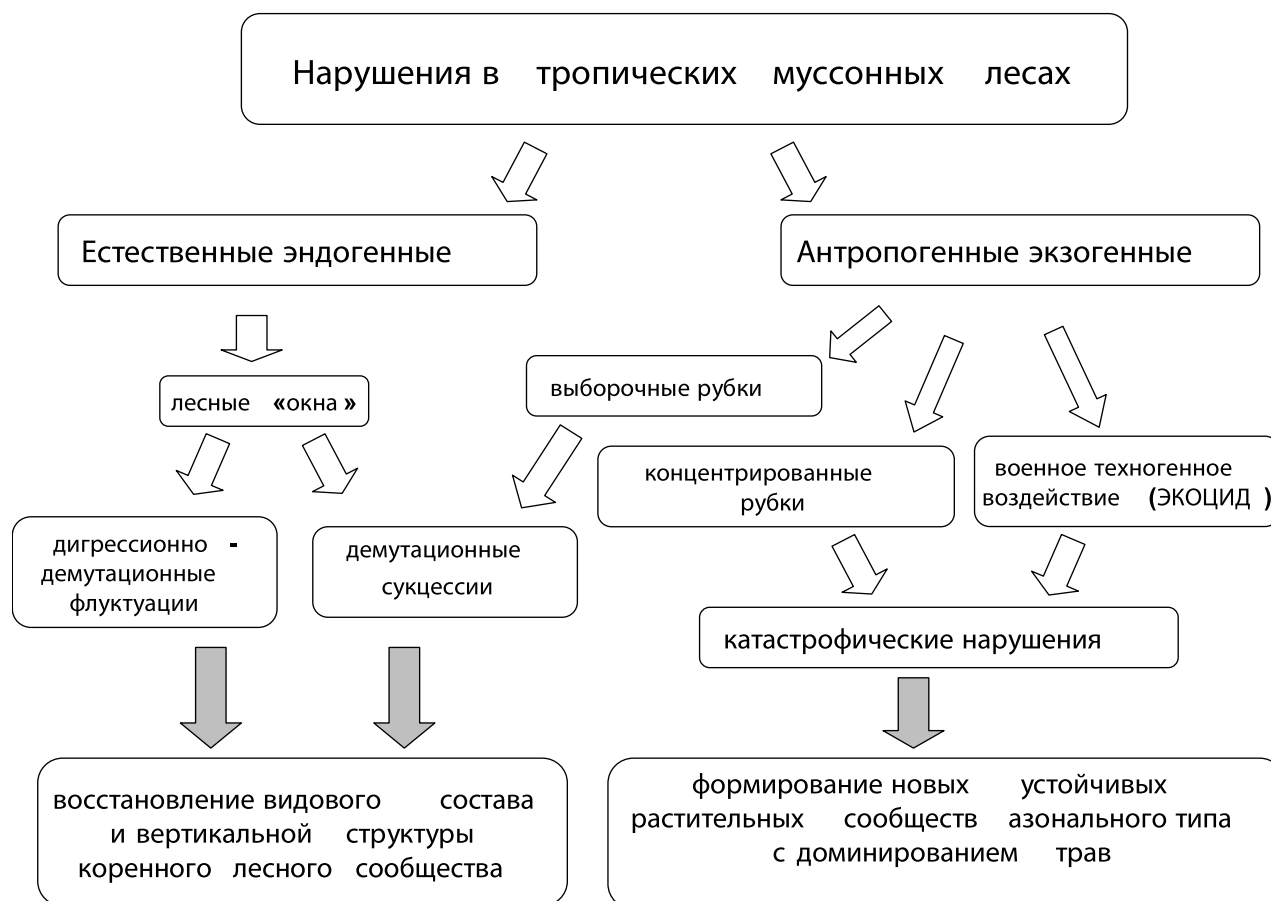 Нарушения в тропических муссонных лесах
Естественные эндогенные
Антропогенные экзогенные
лесные «окна»
выборочные рубки
концентрированные
рубки
военное техногенное
воздействие (ЭКОЦИД)
дигрессионно -
демутационные
флуктуации
демутационные
сукцессии
катастрофические нарушения
восстановление видового состава
и вертикальной структуры
коренного лесного сообщества
формирование новых устойчивых
растительных сообществ азонального типа
с доминированием трав